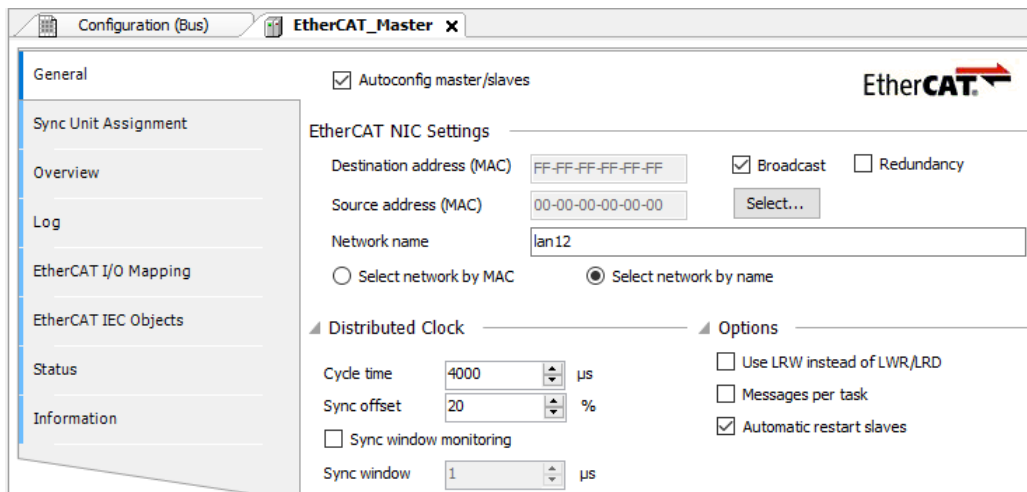 Configuration (Bus)
EtherCAT_Master
General
Sync Unit Assignment
Overview
Log
EtherCAT I/O Mapping
EtherCAT IEC Objects
Status
Information
Autoconfig master/slaves
EtherCAT.
EtherCAT NIC Settings
Destination address (MAC) FF-FF-FF-FF-FF-FF Broadcast Redundancy
Source address (MAC) 00-00-00-00-00-00 Select...
Network name lan12
Select network by MAC Select network by name
Distributed Clock
Cycle time 4000 µs
Sync offset 20 %
Sync window monitoring
Sync window 1 µs
Options
Use LRW instead of LWR/LRD
Messages per task
Automatic restart slaves